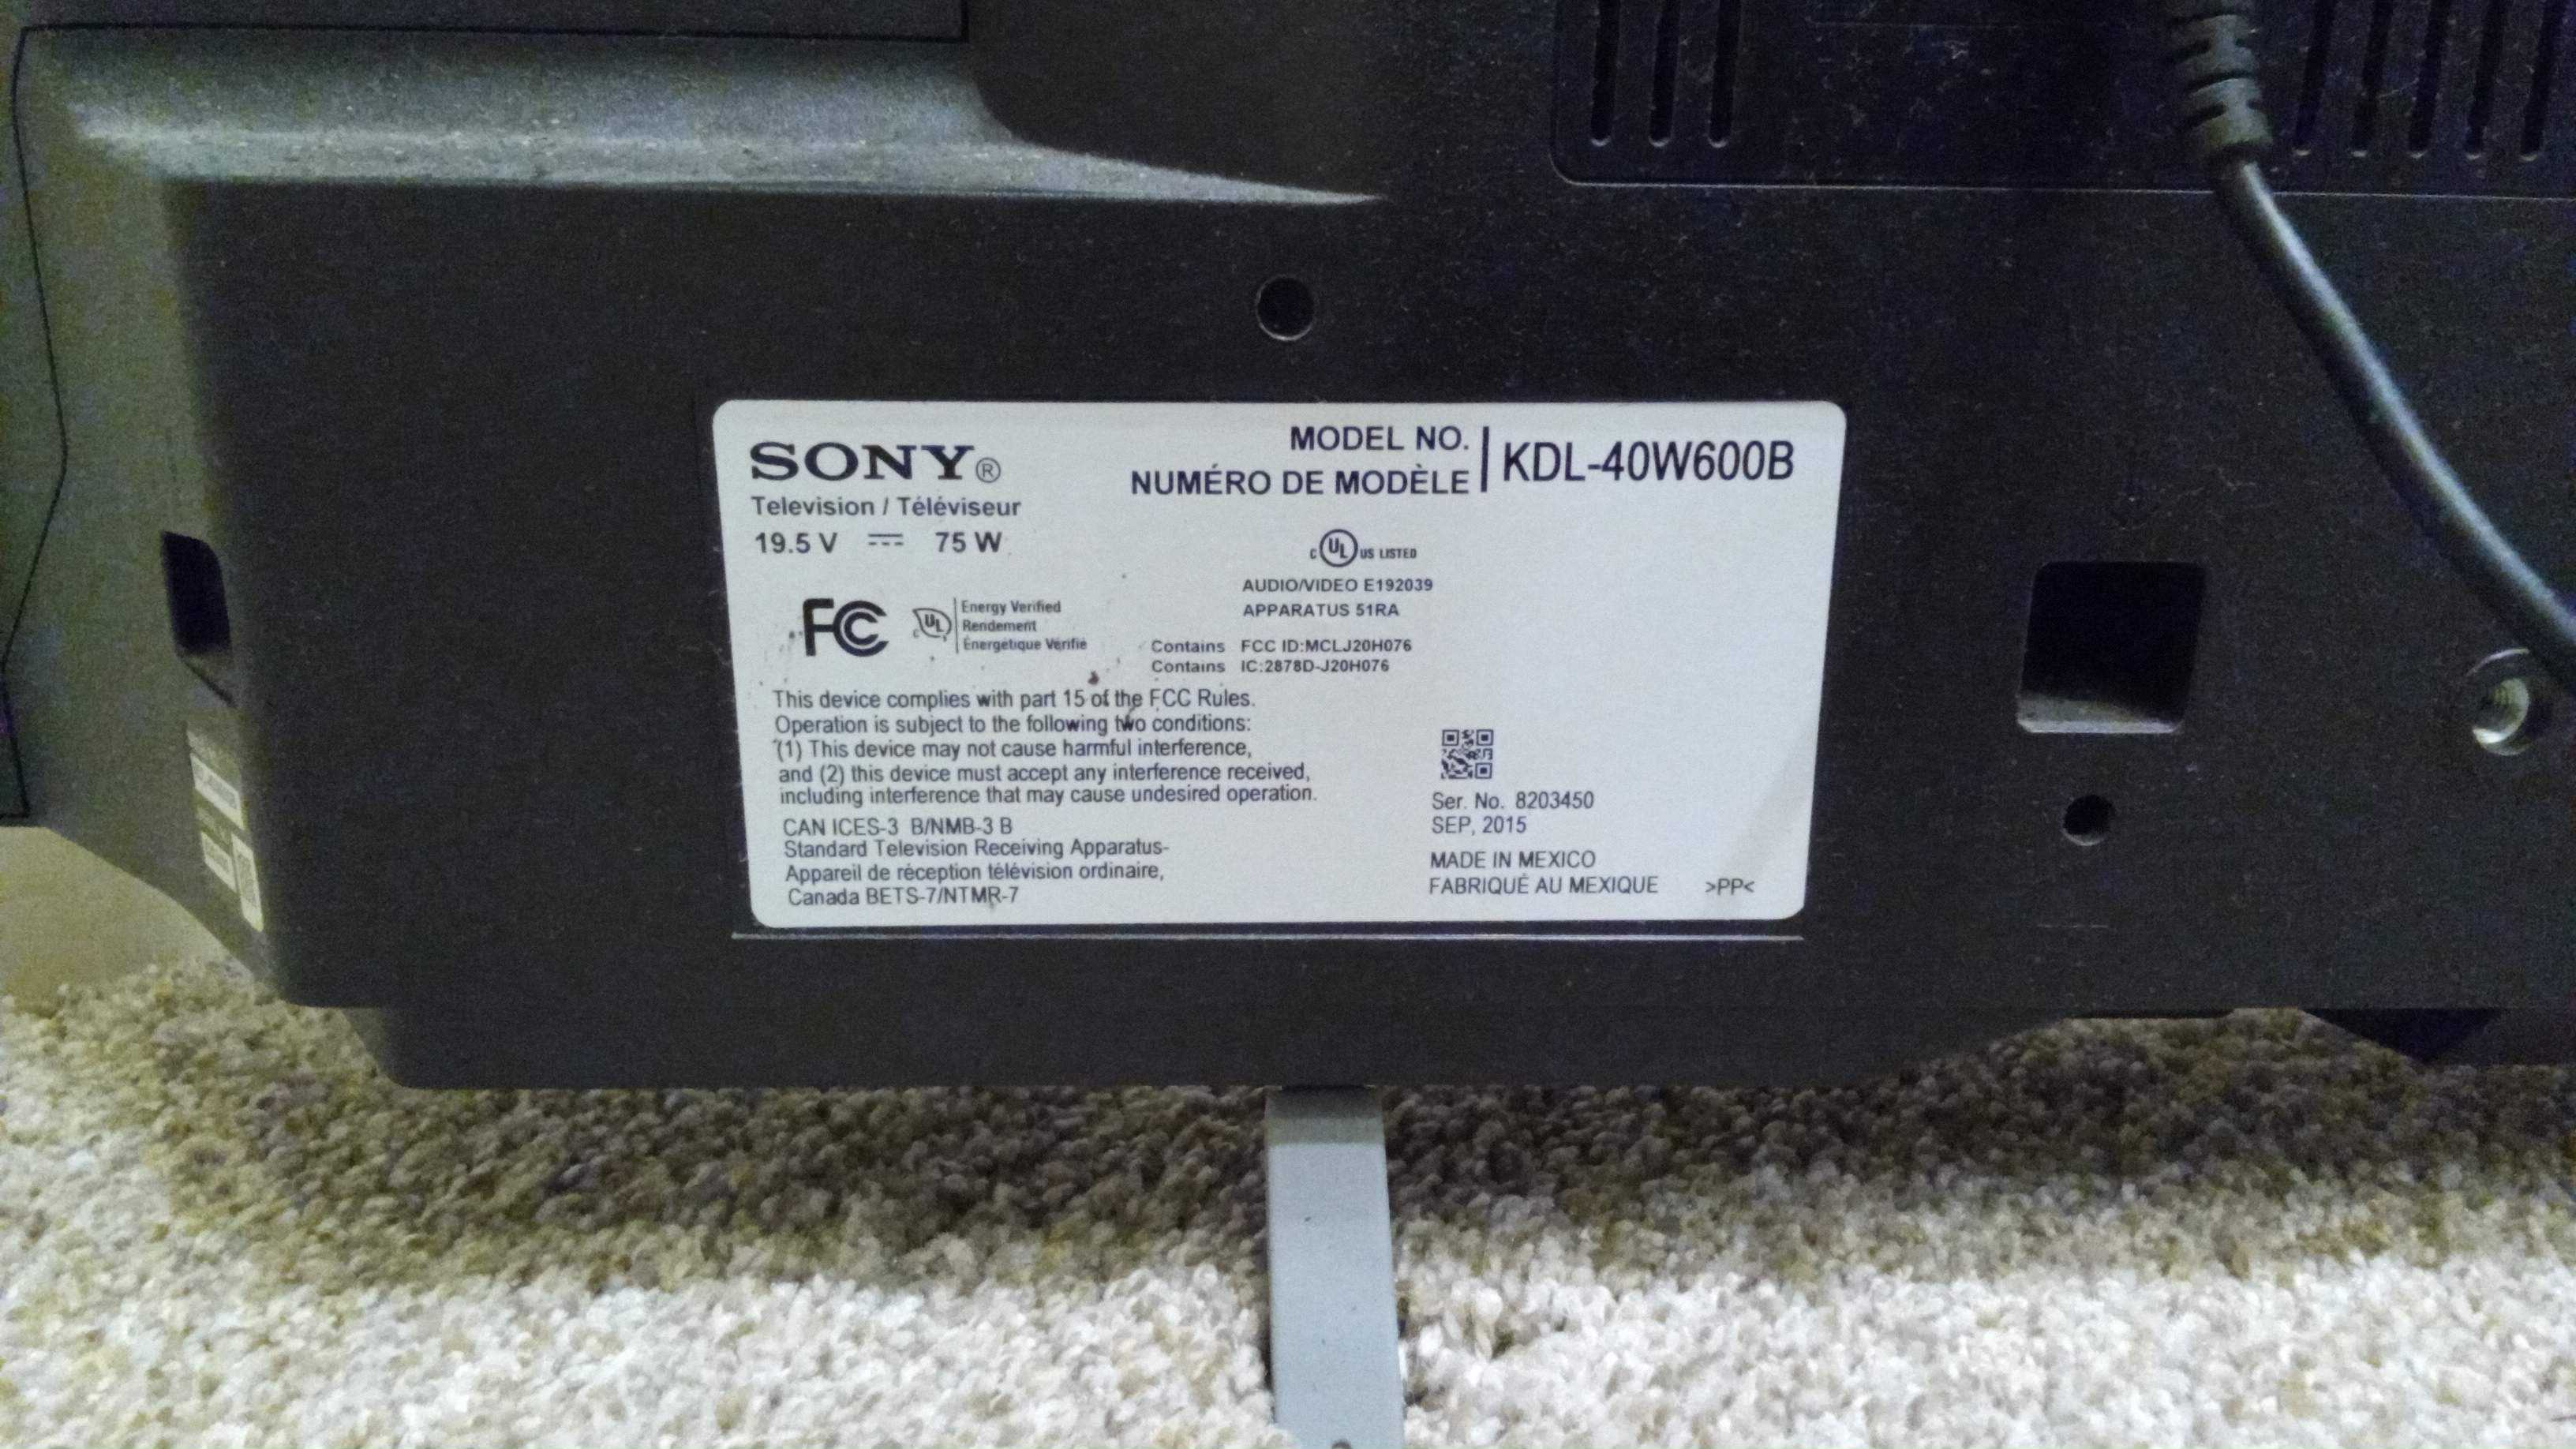 SONY®
Television / Téléviseur
19.5 V 75 W
MODEL NO.
NUMÉRO DE MODÈLE
KDL-40W600B
C UL US LISTED
AUDIO/VIDEO E192039
APPARATUS 51RA
FC
C UL
Energy Verified
Rendement
Énergétique Vérifié
Contains FCC ID:MCLJ20H076
Contains IC:2878D-J20H076
This device complies with part 15 of the FCC Rules.
Operation is subject to the following two conditions:
(1) This device may not cause harmful interference,
and (2) this device must accept any interference received,
including interference that may cause undesired operation.
CAN ICES-3 B/NMB-3 B
Standard Television Receiving Apparatus-
Appareil de réception télévision ordinaire,
Canada BETS-7/NTMR-7
Ser. No. 8203450
SEP, 2015
MADE IN MEXICO
FABRIQUÉ AU MEXIQUE >PP<